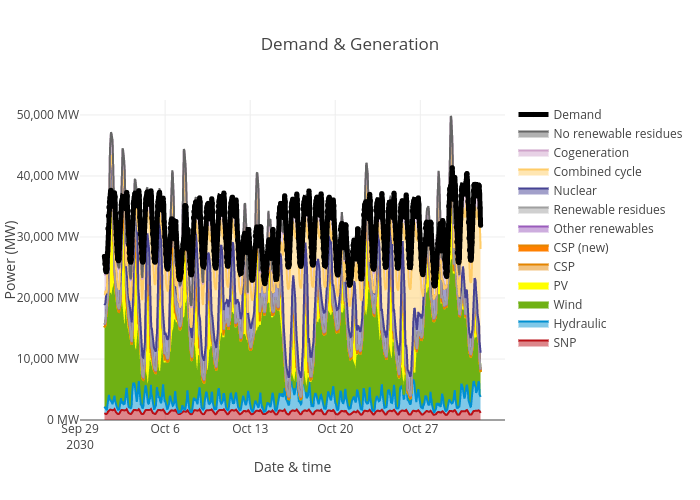 Demand & Generation
50,000 MW
40,000 MW
30,000 MW
20,000 MW
10,000 MW
0 MW
Power (MW)
Sep 29
2030
Oct 6
Oct 13
Oct 20
Oct 27
Date & time
Demand
No renewable residues
Cogeneration
Combined cycle
Nuclear
Renewable residues
Other renewables
CSP (new)
CSP
PV
Wind
Hydraulic
SNP